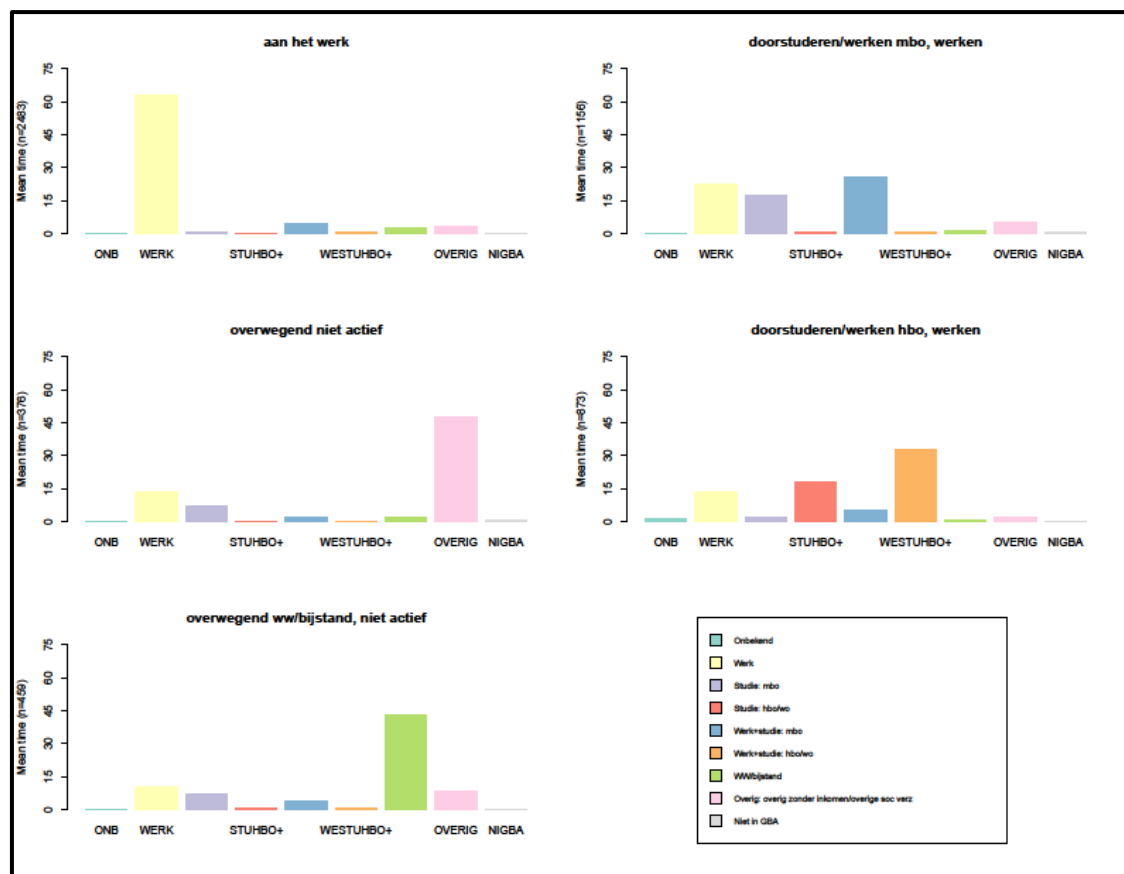 aan het werk
75
60
45
30
15
0
Mean time (n=2483)
ONB WERK STUHBO+ WESTUHBO+ OVERIG NIGBA
doorstuderen/werken mbo, werken
75
60
45
30
15
0
Mean time (n=1156)
ONB WERK STUHBO+ WESTUHBO+ OVERIG NIGBA
overwegend niet actief
75
60
45
30
15
0
Mean time (n=376)
ONB WERK STUHBO+ WESTUHBO+ OVERIG NIGBA
doorstuderen/werken hbo, werken
75
60
45
30
15
0
Mean time (n=873)
ONB WERK STUHBO+ WESTUHBO+ OVERIG NIGBA
overwegend ww/bijstand, niet actief
75
60
45
30
15
0
Mean time (n=459)
ONB WERK STUHBO+ WESTUHBO+ OVERIG NIGBA
Onbekend
Werk
Studie: mbo
Studie: hbo/wo
Werk+studie: mbo
Werk+studie: hbo/wo
WW/bijstand
Overig: overig zonder inkomen/overige soc verz
Niet in GBA